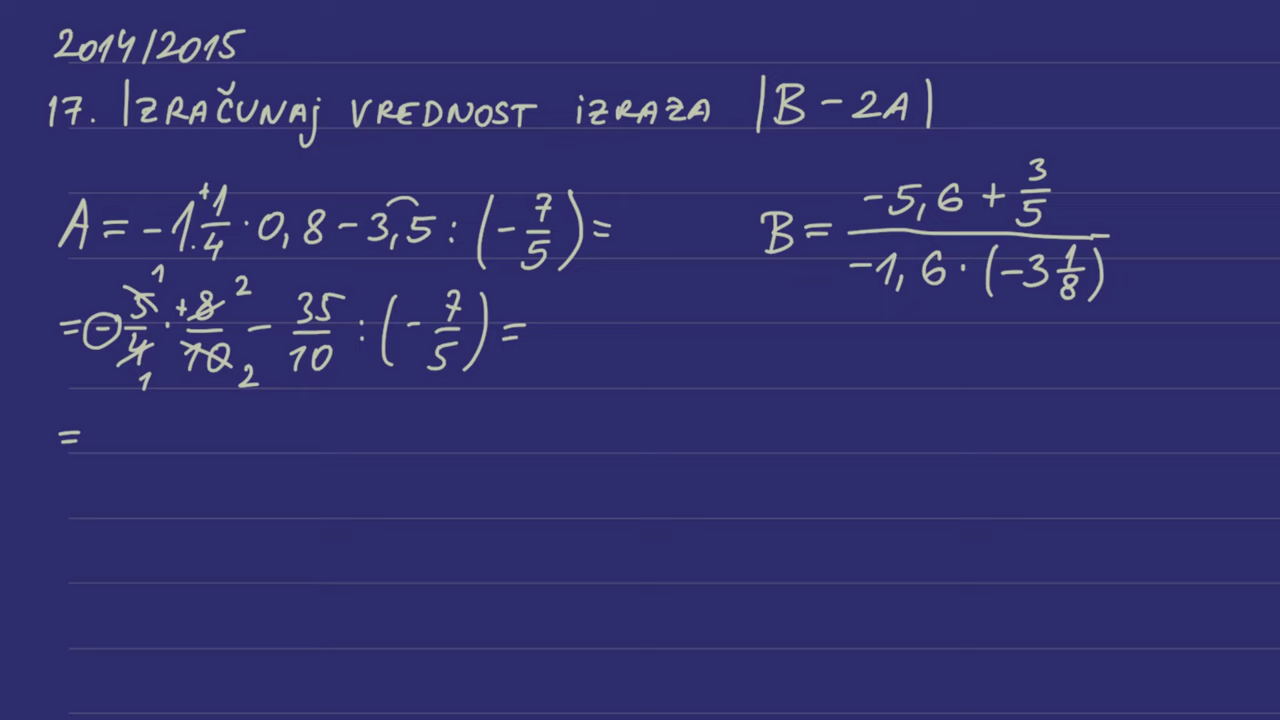 2014/2015
17. IZRAČUNAJ VREDNOST IZRAZA |B - 2A|
A = -1 1/4 · 0,8 - 3,5 : (- 7/5) =
B = (-5,6 + 3/5) / (-1,6 · (-3 1/8))
= - 5/4 · 8/10 - 35/10 : (- 7/5) =
=